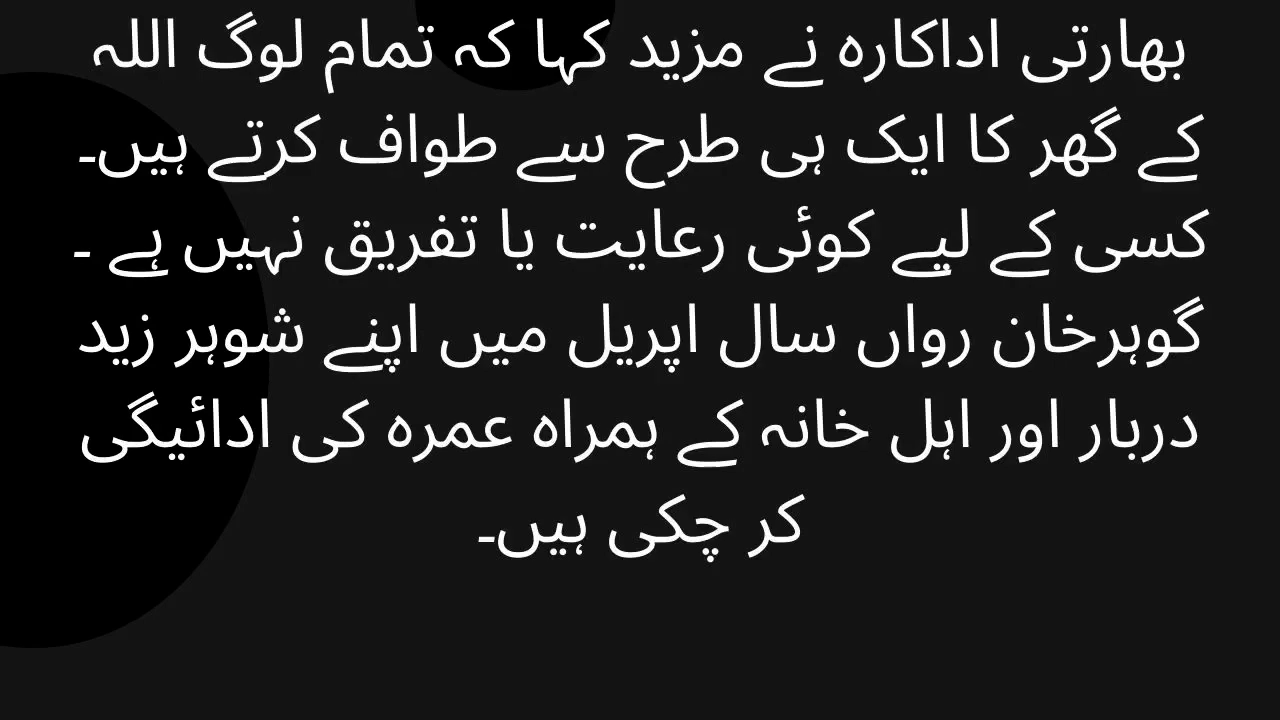 بھارتی اداکارہ نے مزید کہا کہ تمام لوگ اللہ
کے گھر کا ایک ہی طرح سے طواف کرتے ہیں۔
کسی کے لیے کوئی رعایت یا تفریق نہیں ہے ۔
گوہرخان رواں سال اپریل میں اپنے شوہر زید
دربار اور اہل خانہ کے ہمراہ عمرہ کی ادائیگی
کر چکی ہیں۔